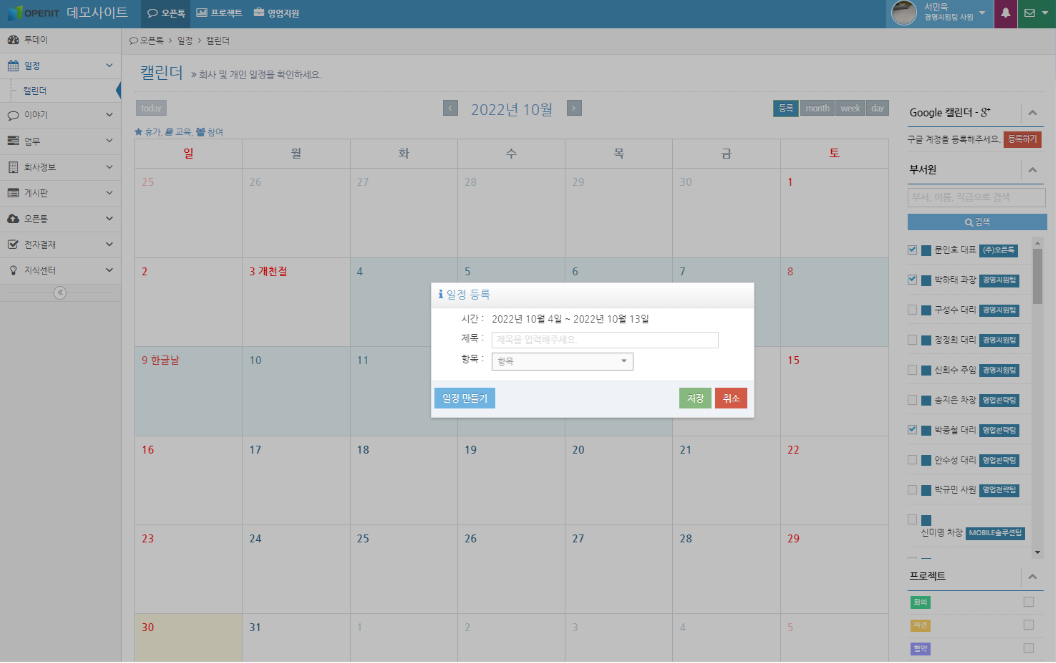 OPENIT 데모사이트
오픈톡
프로젝트
영업지원
서민욱
경영지원팀 사원
투데이
일정
캘린더
이야기
업무
회사정보
게시판
오픈톡
전자결재
지식센터
오픈톡 > 일정 > 캘린더
캘린더 » 회사 및 개인 일정을 확인하세요.
today
2022년 10월
등록 month week day
휴가, 교육, 참여
일 월 화 수 목 금 토
25 26 27 28 29 30 1
2 3 개천절 4 5 6 7 8
9 한글날 10 11 15
16 17 18 19 20 21 22
23 24 25 26 27 28 29
30 31 1 2 3 4 5
일정 등록
시간 : 2022년 10월 4일 ~ 2022년 10월 13일
제목 : 제목을 입력해주세요.
항목 : 항목
일정 만들기
저장
취소
Google 캘린더 - g+
구글 계정을 등록해주세요. 등록하기
부서원
부서, 이름, 직급으로 검색
검색
문인호 대표 (주)오픈톡
박하태 과장 경영지원팀
구성수 대리 경영지원팀
정정희 대리 경영지원팀
신희수 주임 경영지원팀
송지은 차장 영업전략팀
박종철 대리 영업전략팀
안수성 대리 영업전략팀
박규민 사원 영업전략팀
신미영 차장 MOBILE솔루션팀
프로젝트
회의
협약